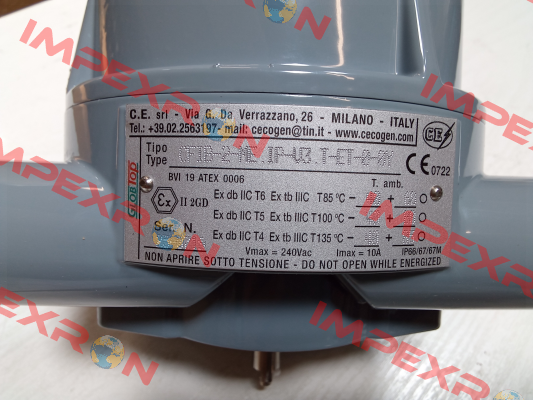 C.E. srl - Via G. Da Verrazzano, 26 - MILANO - ITALY
Tel.: +39.02.2563197- mail: cecogen@tin.it - www.cecogen.com
CE
Tipo
Type
BVI 19 ATEX 0006
T. amb.
CE 0722
GLOBTOD
Ex II 2GD
Ex db IIC T6 Ex tb IIIC T85 °C
Ex db IIC T5 Ex tb IIIC T100 °C
Ser. N.
Ex db IIC T4 Ex tb IIIC T135 °C
Vmax = 240Vac Imax = 10A IP66/67/67M
NON APRIRE SOTTO TENSIONE - DO NOT OPEN WHILE ENERGIZED
IMPEXRON
IMPEXRON
IMPEXRON
IMPEXRON